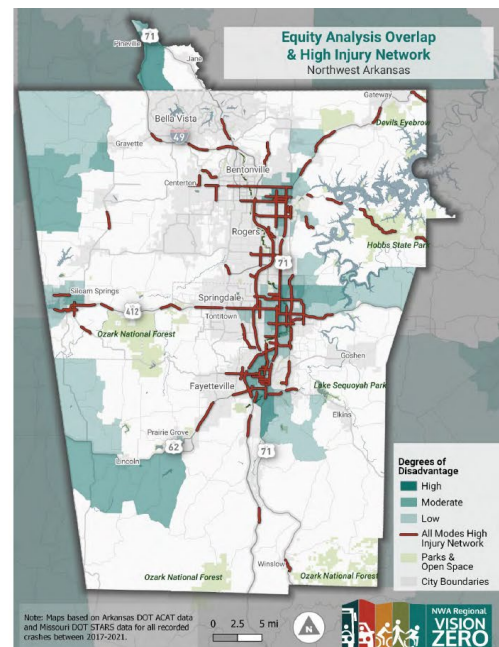 Equity Analysis Overlap
& High Injury Network
Northwest Arkansas
71
Pineville
Jane
Gateway
Bella Vista
Devils Eyebrow
49
Gravette
Bentonville
Centerton
Rogers
Hobbs State Park
71
Siloam Springs
Springdale
412
Tontitown
Ozark National Forest
Goshen
Fayetteville
Lake Sequoyah Park
Elkins
Prairie Grove
62
71
Lincoln
Degrees of
Disadvantage
High
Moderate
Low
All Modes High
Injury Network
Parks &
Open Space
City Boundaries
Winslow
Ozark National Forest
Ozark National Forest
Note: Maps based on Arkansas DOT ACAT data
and Missouri DOT STARS data for all recorded
crashes between 2017-2021.
0 2.5 5 mi
N
NWA Regional
VISION
ZERO